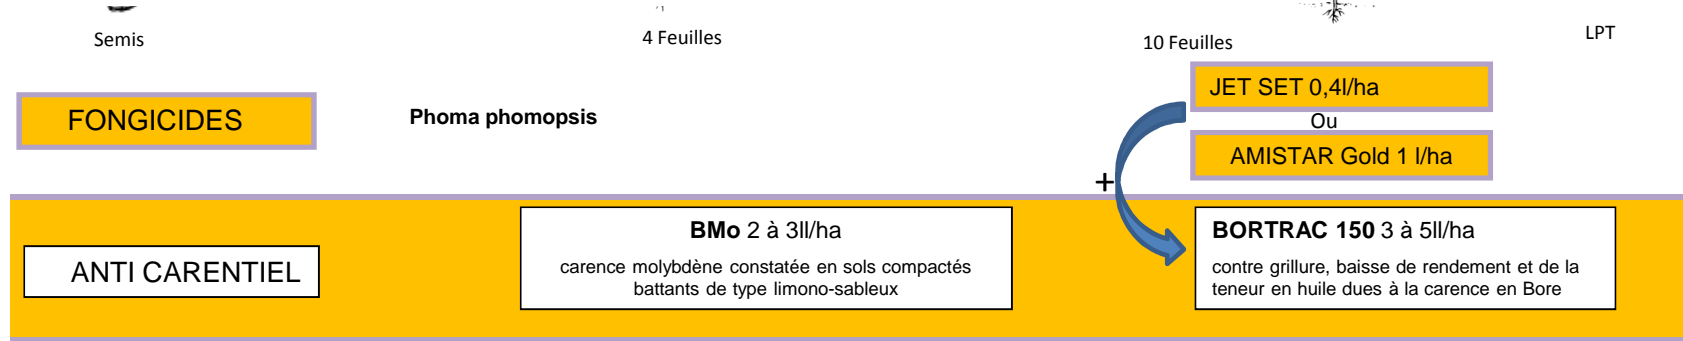 Semis
4 Feuilles
10 Feuilles
LPT
FONGICIDES
Phoma phomopsis
JET SET 0,4l/ha
Ou
AMISTAR Gold 1 l/ha
+
ANTI CARENTIEL
BMo 2 à 3ll/ha
carence molybdène constatée en sols compactés
battants de type limono-sableux
BORTRAC 150 3 à 5ll/ha
contre grillure, baisse de rendement et de la
teneur en huile dues à la carence en Bore